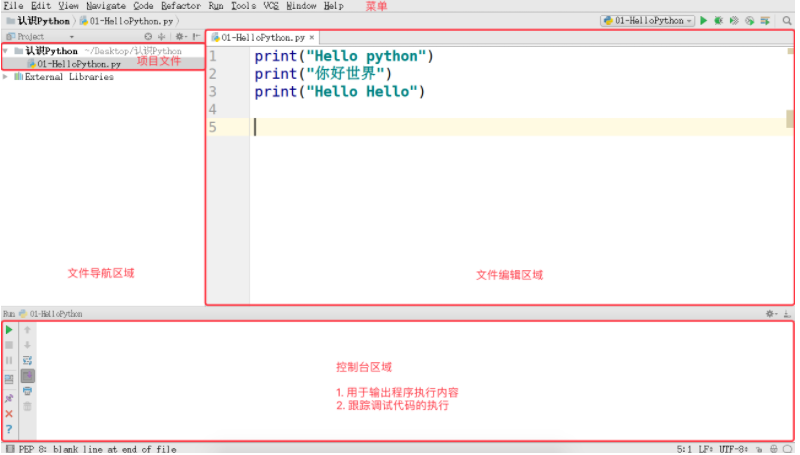 File Edit View Navigate Code Refactor Run Tools VCS Window Help 菜单
认识Python 01-HelloPython.py 01-HelloPython
Project 01-HelloPython.py ×
认识Python ~/Desktop/认识Python
01-HelloPython.py 项目文件
External Libraries
1 print("Hello python")
2 print("你好世界")
3 print("Hello Hello")
4
5
文件导航区域
文件编辑区域
Run 01-HelloPython
控制台区域
1. 用于输出程序执行内容
2. 跟踪调试代码的执行
PEP 8: blank line at end of file 5:1 LF÷ UTF-8÷